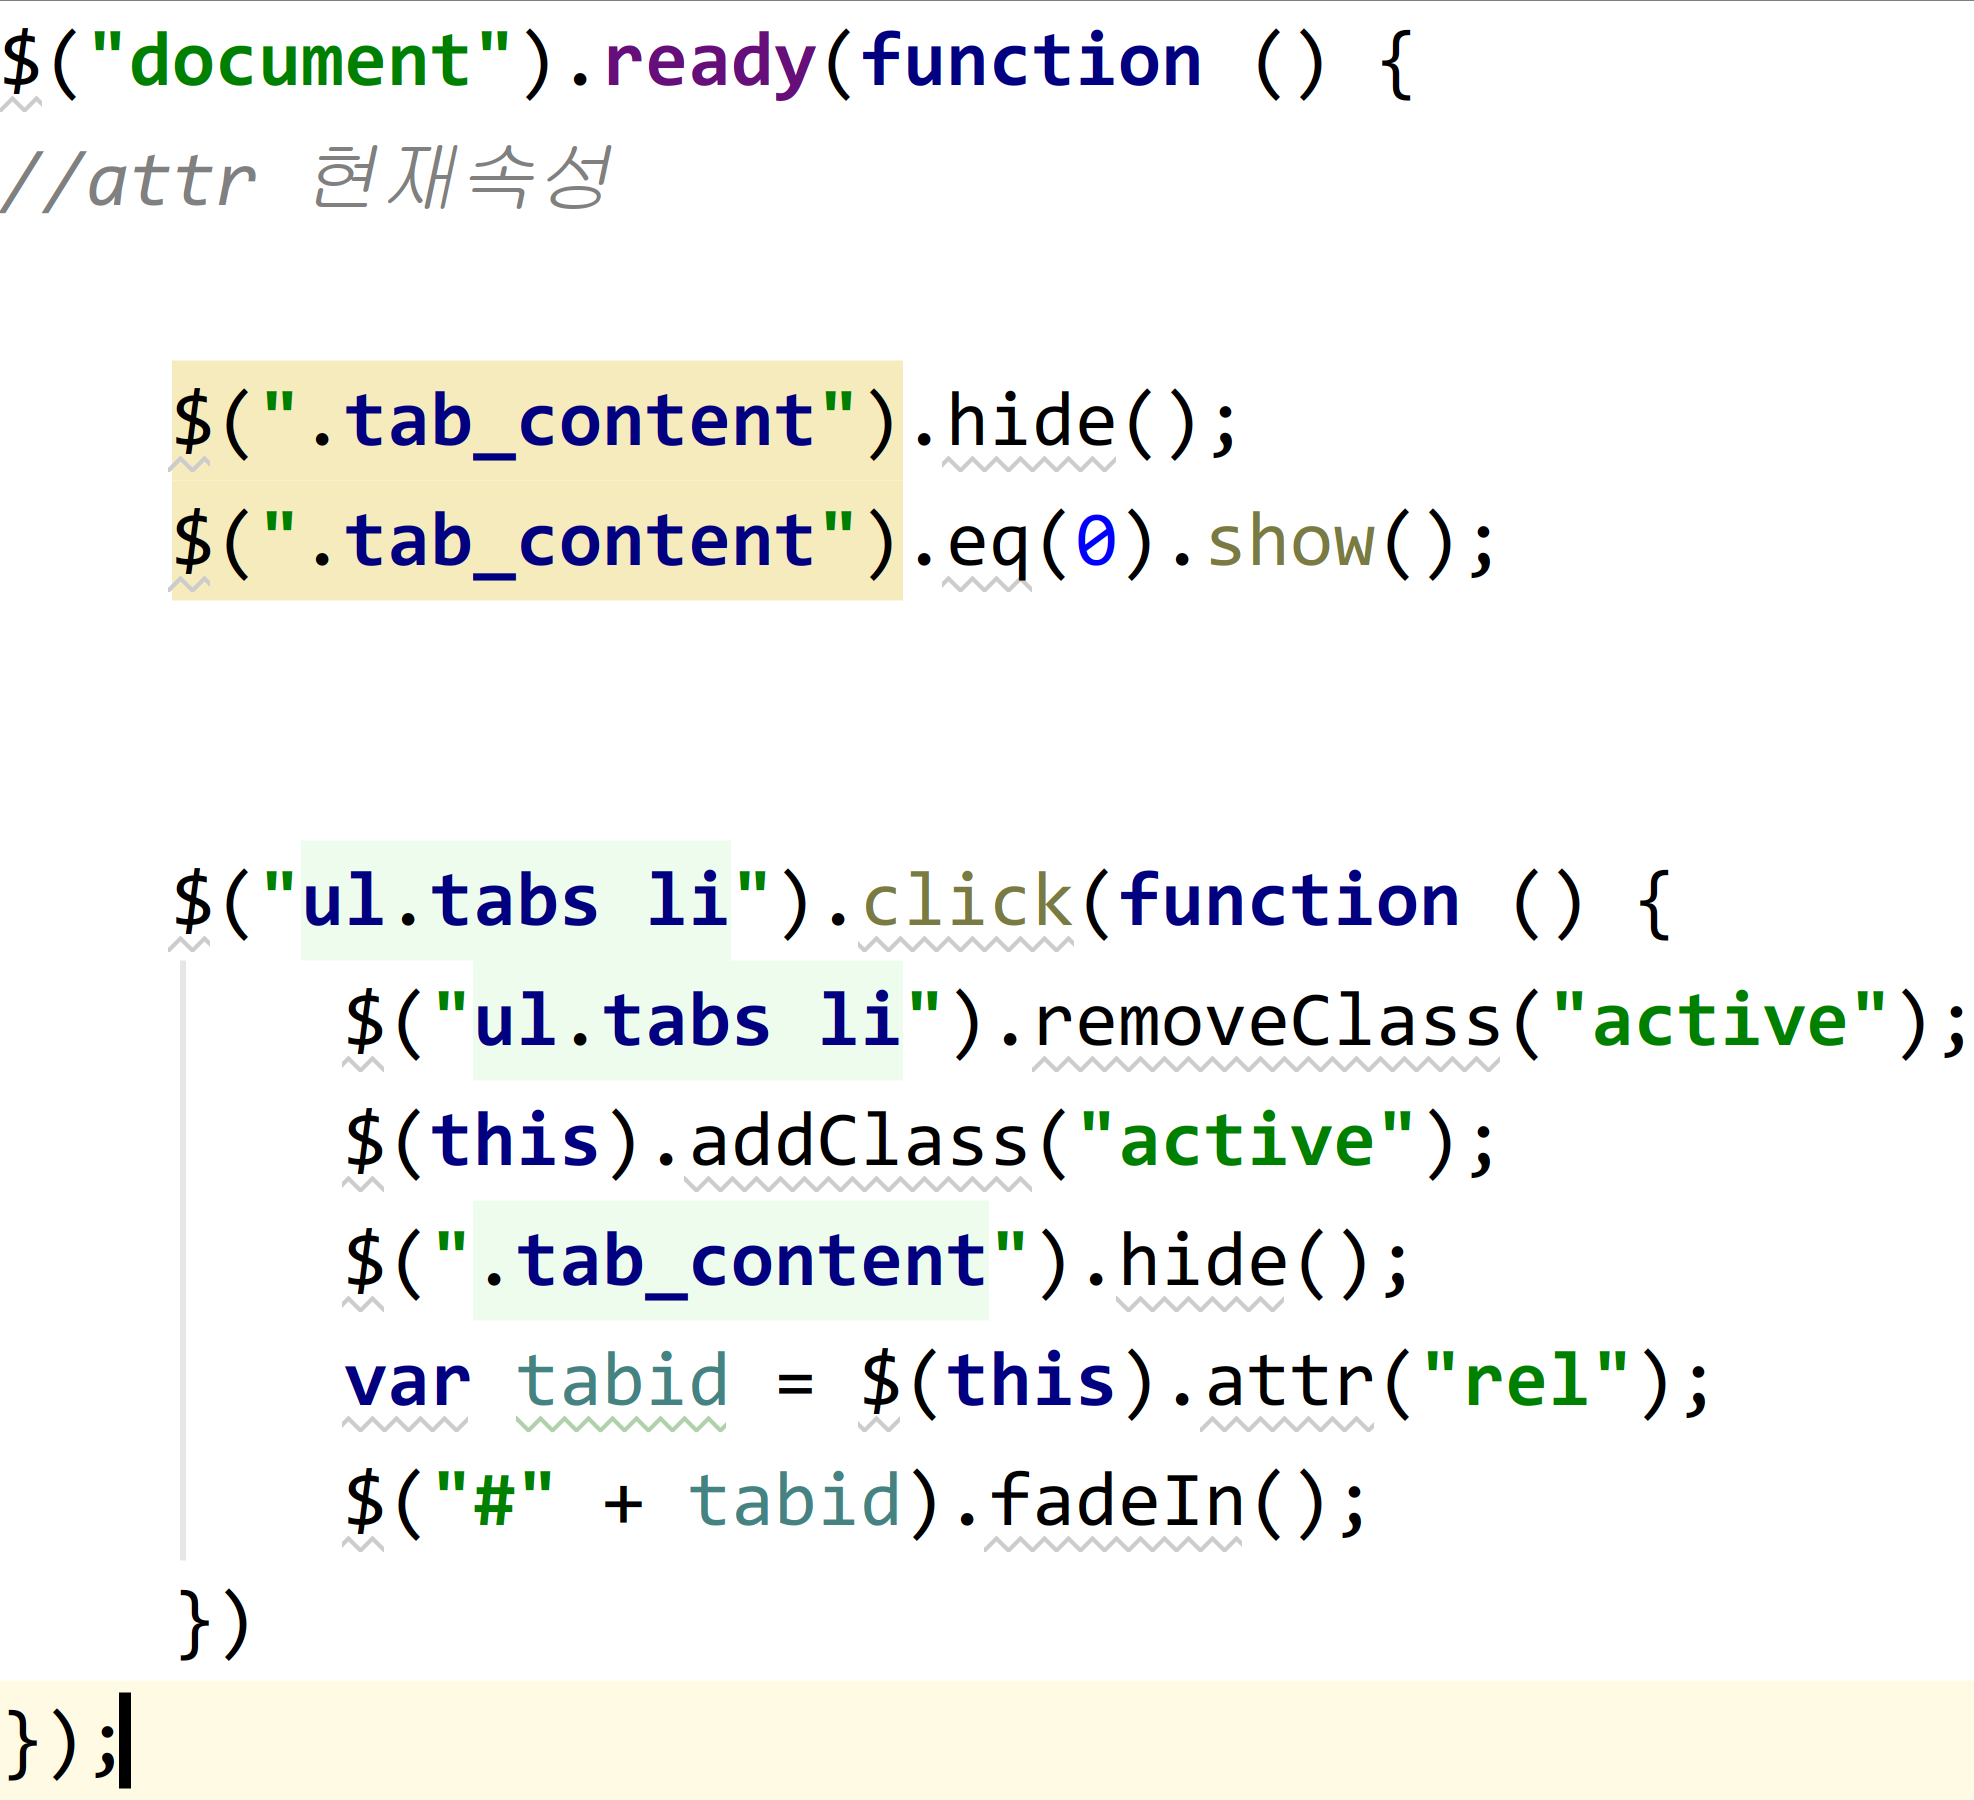 $("document").ready(function () {
//attr 현재속성
$(".tab_content").hide();
$(".tab_content").eq(0).show();
$("ul.tabs li").click(function () {
$("ul.tabs li").removeClass("active");
$(this).addClass("active");
$(".tab_content").hide();
var tabid = $(this).attr("rel");
$("#" + tabid).fadeIn();
})
});